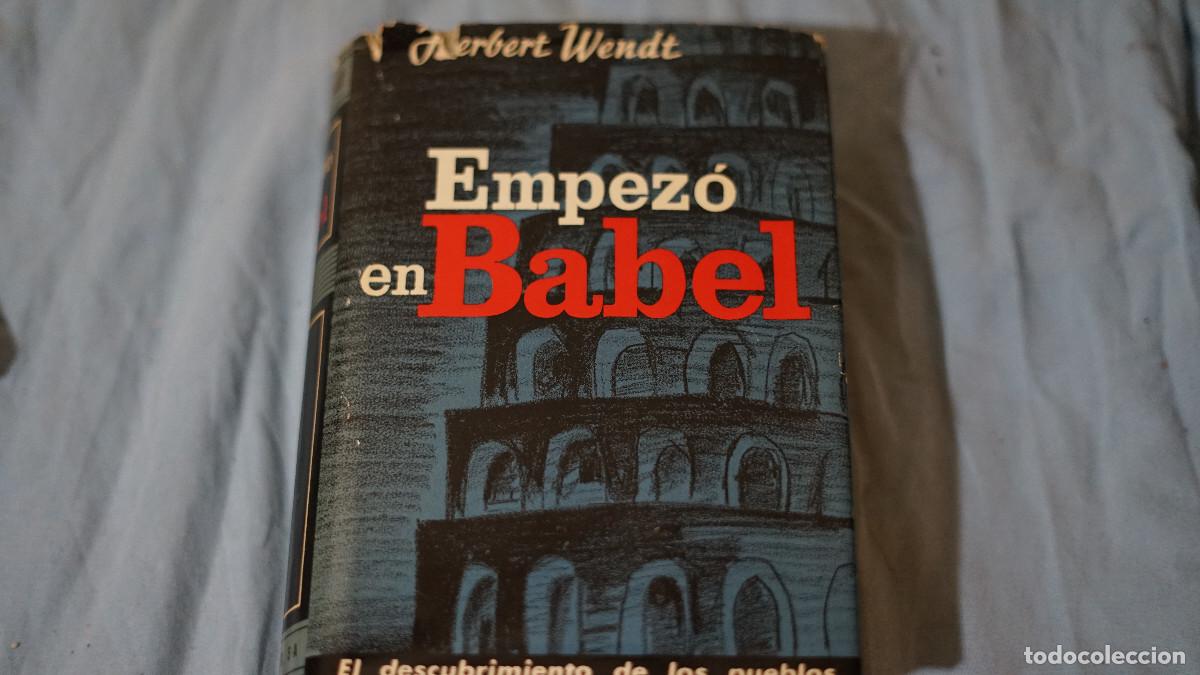 Herbert Wendt
Empezó
en Babel
El descubrimiento de los pueblos
todocoleccion